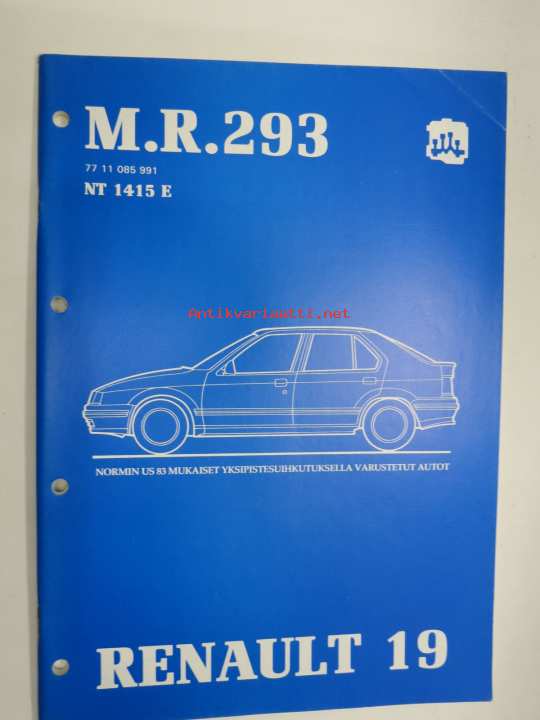 M.R.293
77 11 085 991
NT 1415 E
Antikvariaatti.net
NORMIN US 83 MUKAISET YKSIPISTESUIHKUTUKSELLA VARUSTETUT AUTOT
RENAULT 19